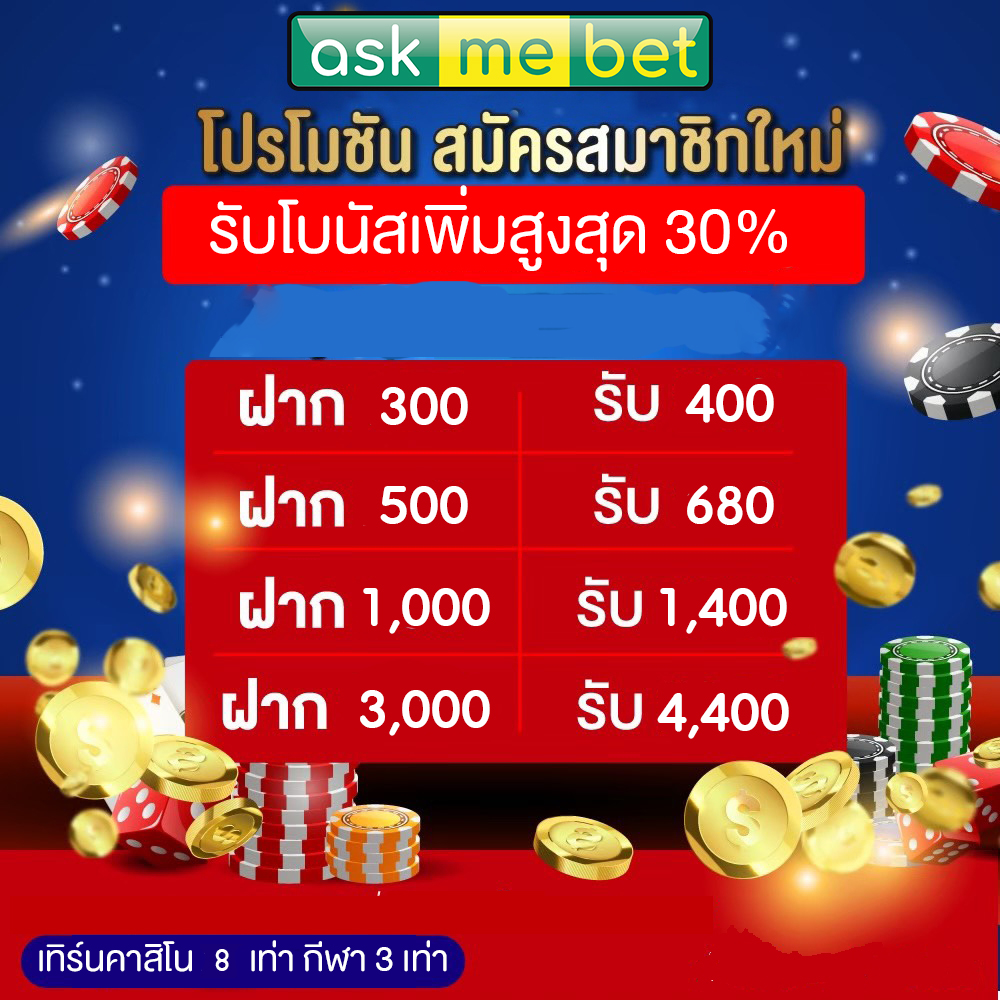 ask me bet
โปรโมชัน สมัครสมาชิกใหม่
รับโบนัสเพิ่มสูงสุด 30%
ฝาก 300 รับ 400
ฝาก 500 รับ 680
ฝาก 1,000 รับ 1,400
ฝาก 3,000 รับ 4,400
เทิร์นคาสิโน 8 เท่า กีฬา 3 เท่า